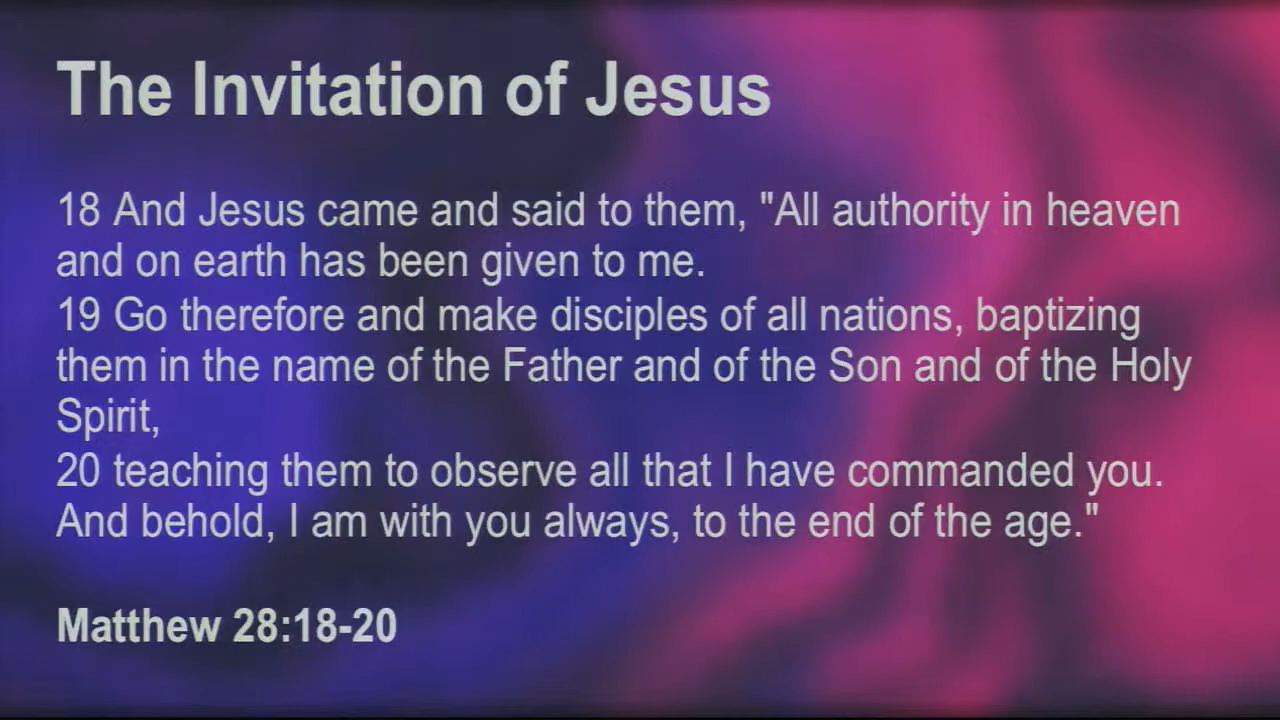 The Invitation of Jesus
18 And Jesus came and said to them, "All authority in heaven
and on earth has been given to me.
19 Go therefore and make disciples of all nations, baptizing
them in the name of the Father and of the Son and of the Holy
Spirit,
20 teaching them to observe all that I have commanded you.
And behold, I am with you always, to the end of the age."
Matthew 28:18-20